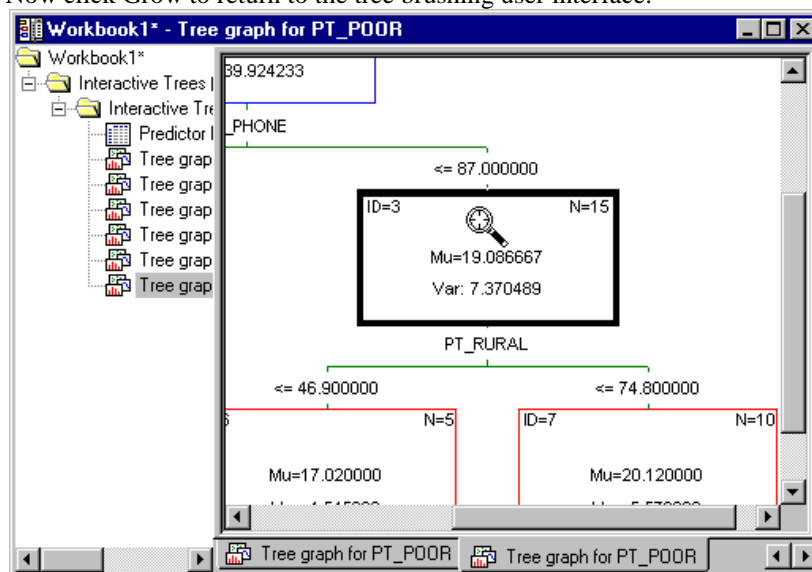 Now click Grow to return to the tree brushing user interface.
Workbook1* - Tree graph for PT_POOR
Workbook1*
Interactive Trees
Interactive Tre
Predictor
Tree grap
Tree grap
Tree grap
Tree grap
Tree grap
Tree grap
39.924233
_PHONE
<= 87.000000
ID=3 N=15
Mu=19.086667
Var: 7.370489
PT_RURAL
<= 46.900000 <= 74.800000
N=5 ID=7 N=10
Mu=17.020000 Mu=20.120000
Tree graph for PT_POOR Tree graph for PT_POOR